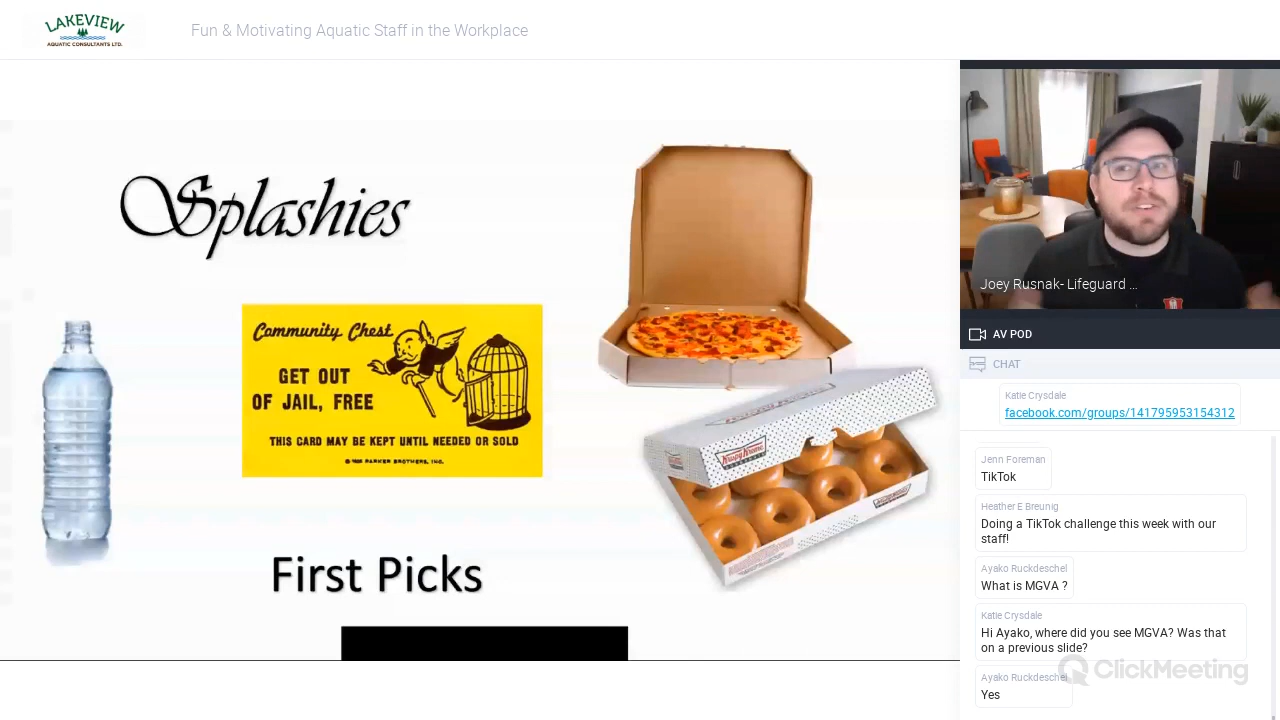 LAKEVIEW
AQUATIC CONSULTANTS LTD.
Fun & Motivating Aquatic Staff in the Workplace
Splashies
Community Chest
GET OUT
OF JAIL, FREE
THIS CARD MAY BE KEPT UNTIL NEEDED OR SOLD
First Picks
Krispy Kreme
DOUGHNUTS
Joey Rusnak- Lifeguard ...
AV POD
CHAT
Katie Crysdale
facebook.com/groups/141795953154312
Jenn Foreman
TikTok
Heather E Breunig
Doing a TikTok challenge this week with our
staff!
Ayako Ruckdeschel
What is MGVA ?
Katie Crysdale
Hi Ayako, where did you see MGVA? Was that
on a previous slide?
Ayako Ruckdeschel
Yes
ClickMeeting